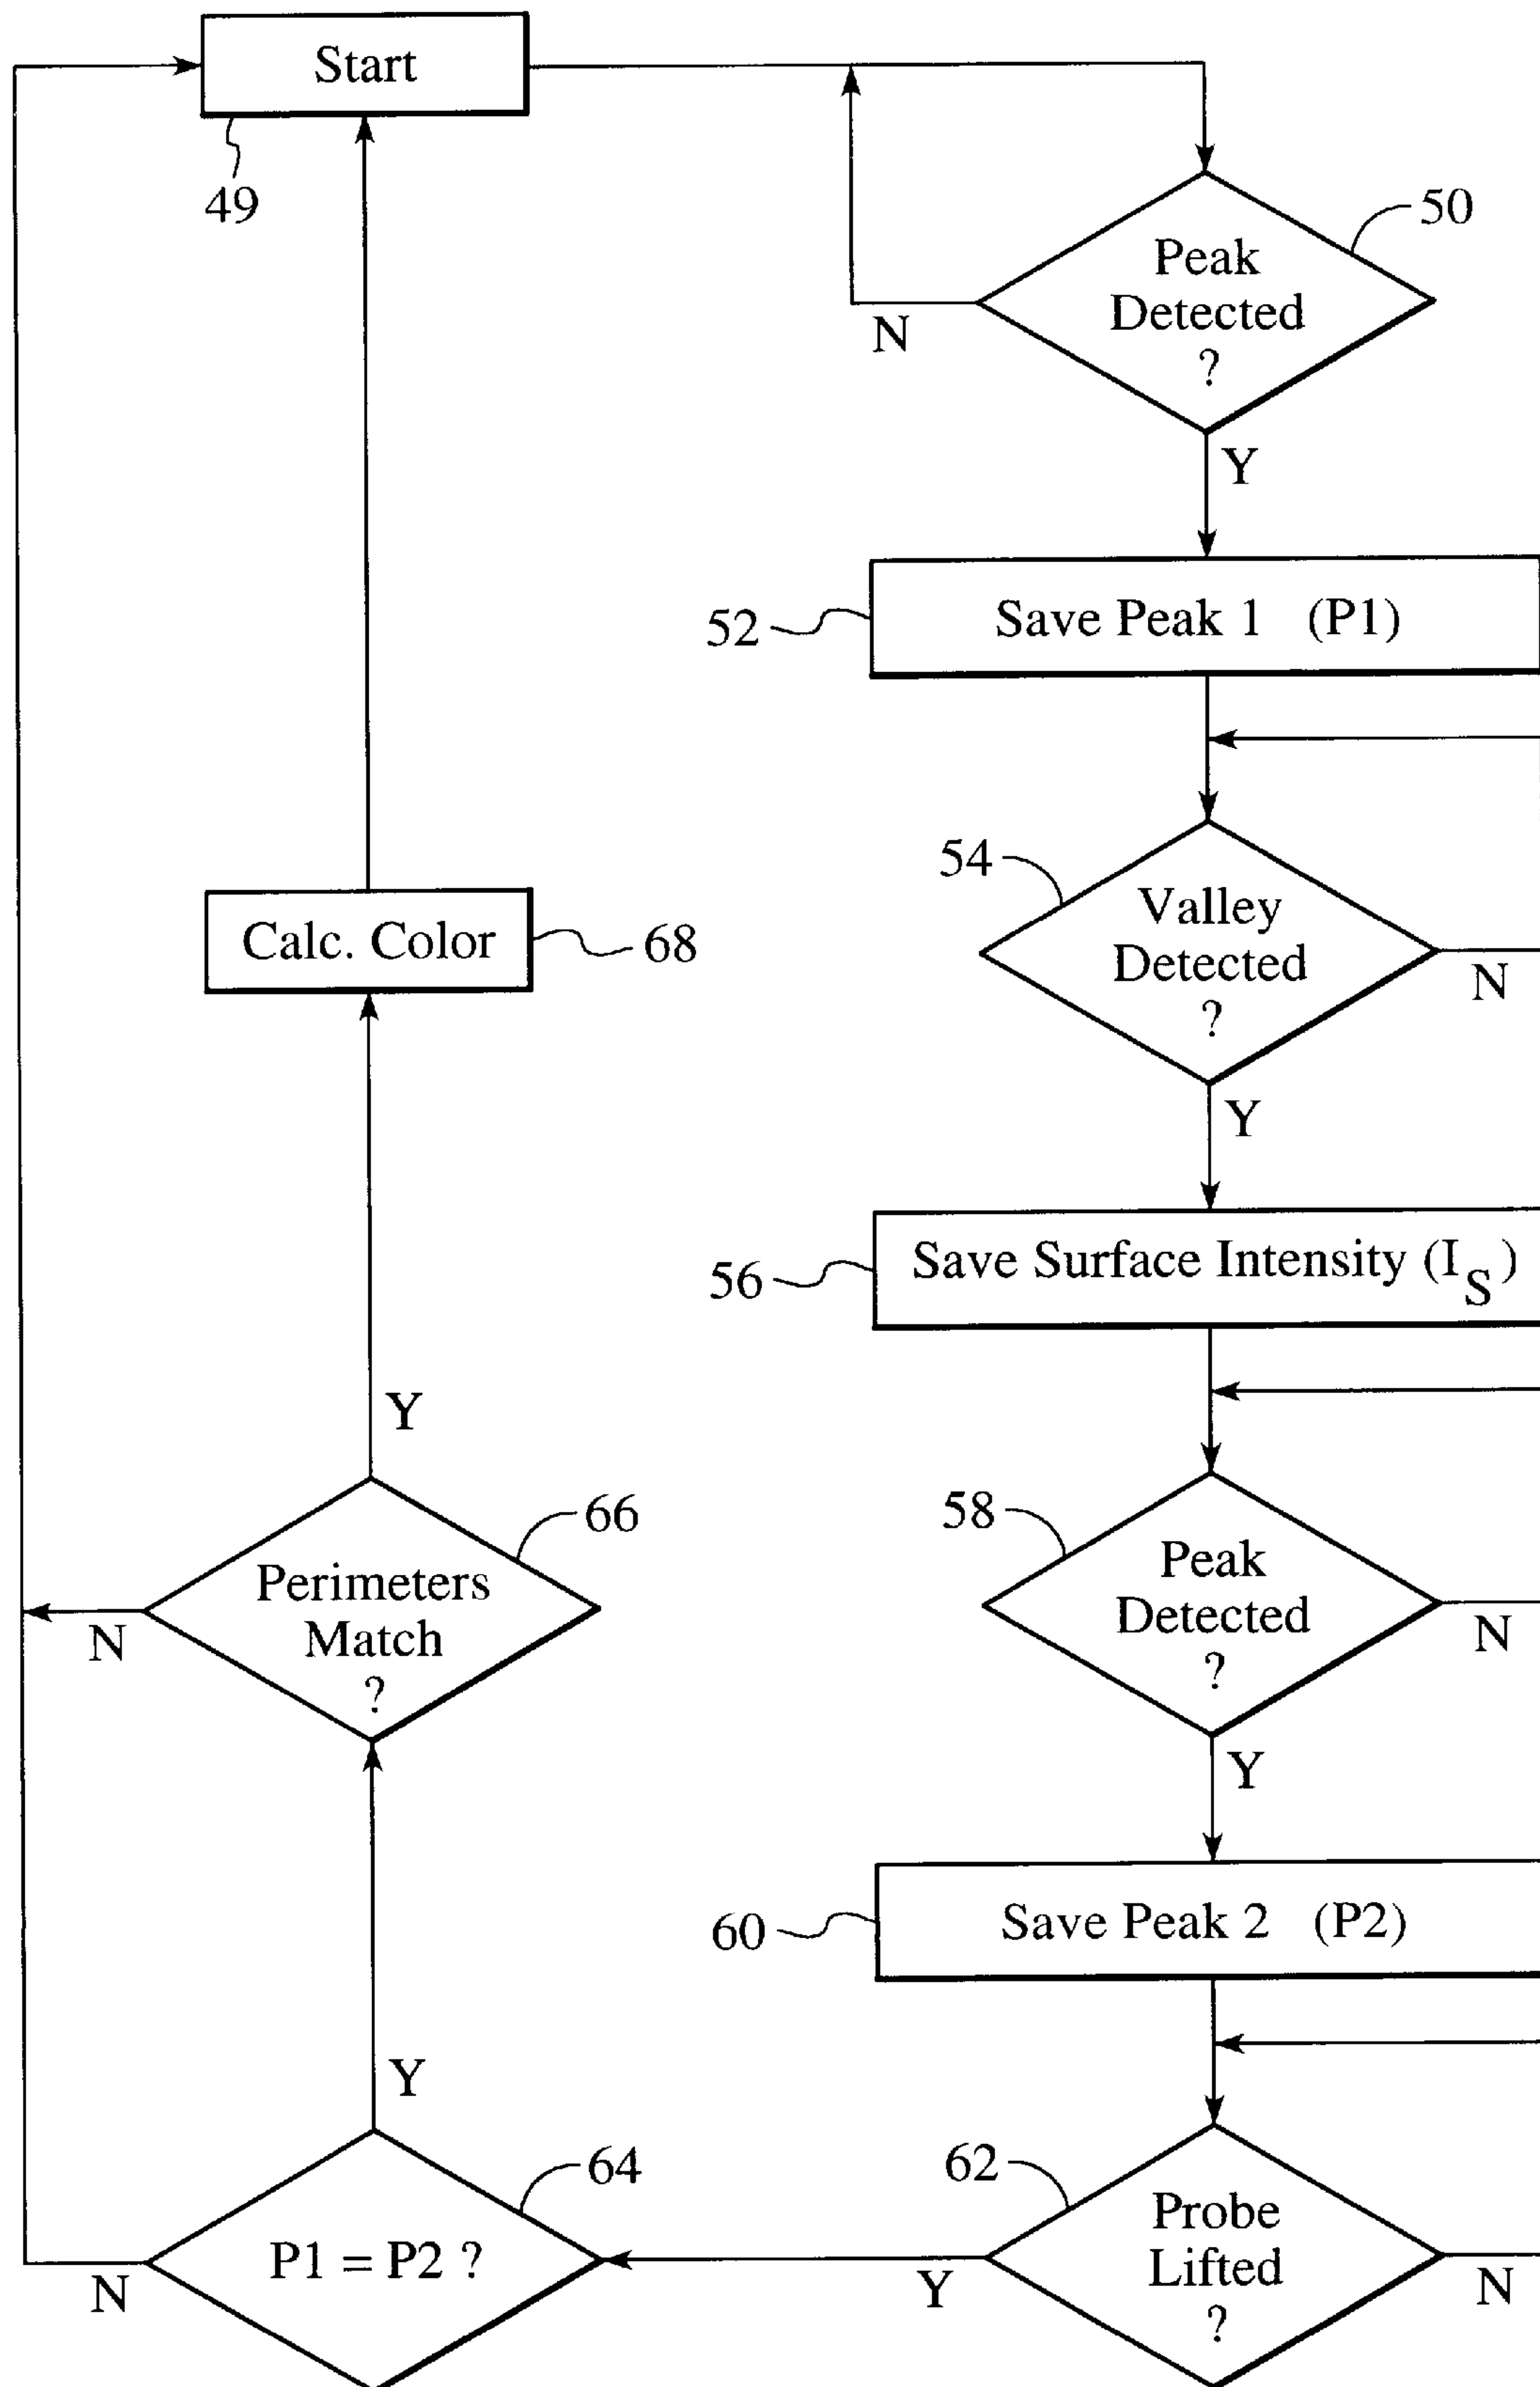 Start
49
Peak
Detected
?
50
N
Y
Save Peak 1 (P1)
52
Valley
Detected
?
54
N
Y
Save Surface Intensity (I_S)
56
Peak
Detected
?
58
N
Y
Save Peak 2 (P2)
60
Probe
Lifted
?
62
N
Y
P1 = P2 ?
64
N
Y
Perimeters
Match
?
66
N
Y
Calc. Color
68